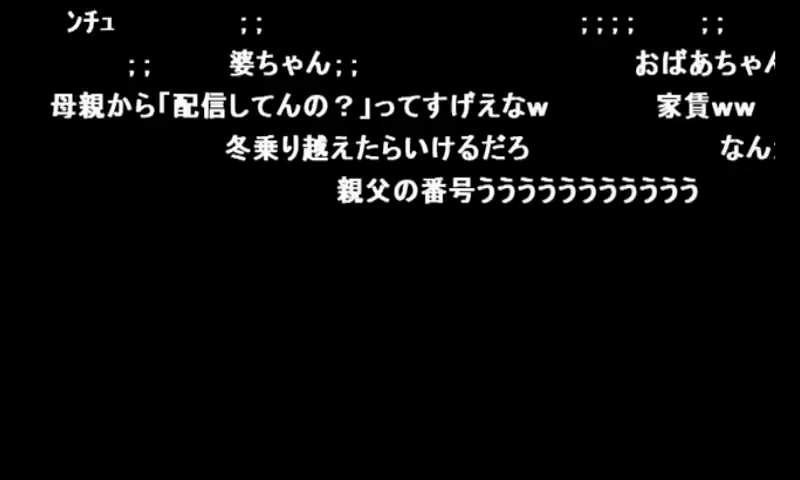 ﾝﾁｭ ;; ;;;; ;;
;; 婆ちゃん;; おばあちゃん
母親から「配信してんの？」ってすげえなw 家賃ww
冬乗り越えたらいけるだろ なん
親父の番号ううううううううううう